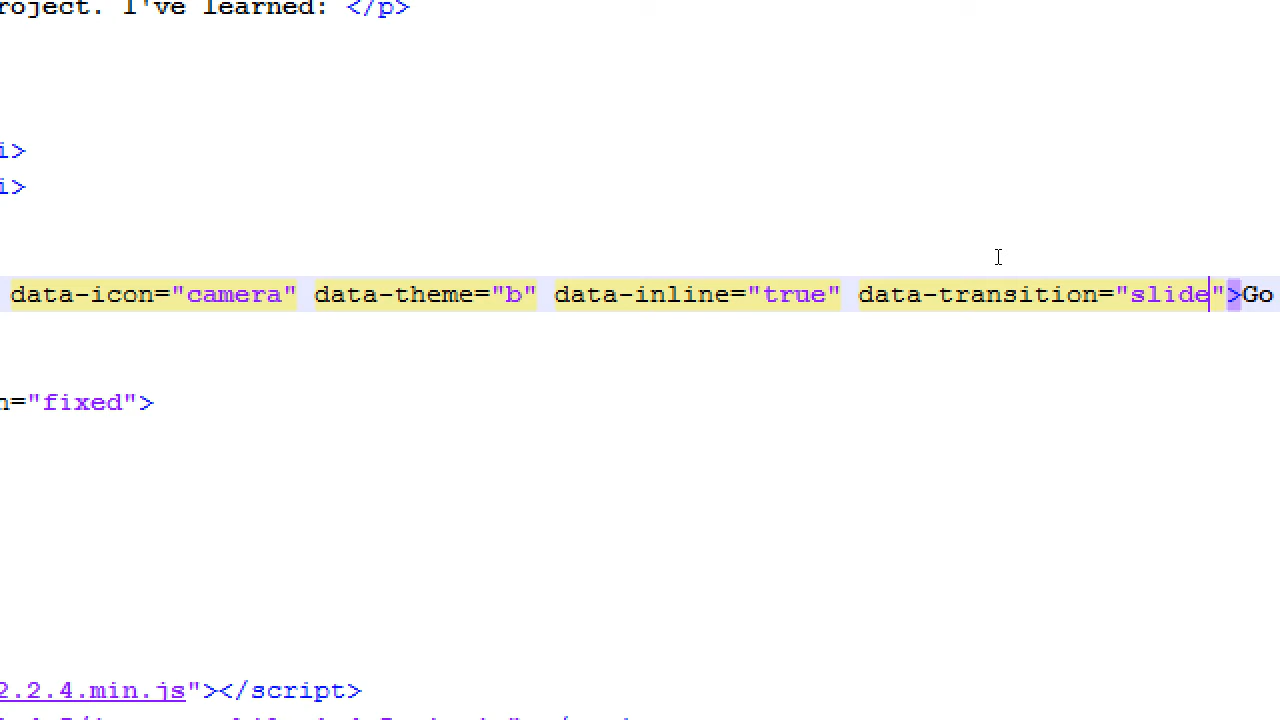 roject. I've learned: </p>
i>
i>
data-icon="camera" data-theme="b" data-inline="true" data-transition="slide">Go
="fixed">
2.2.4.min.js"></script>